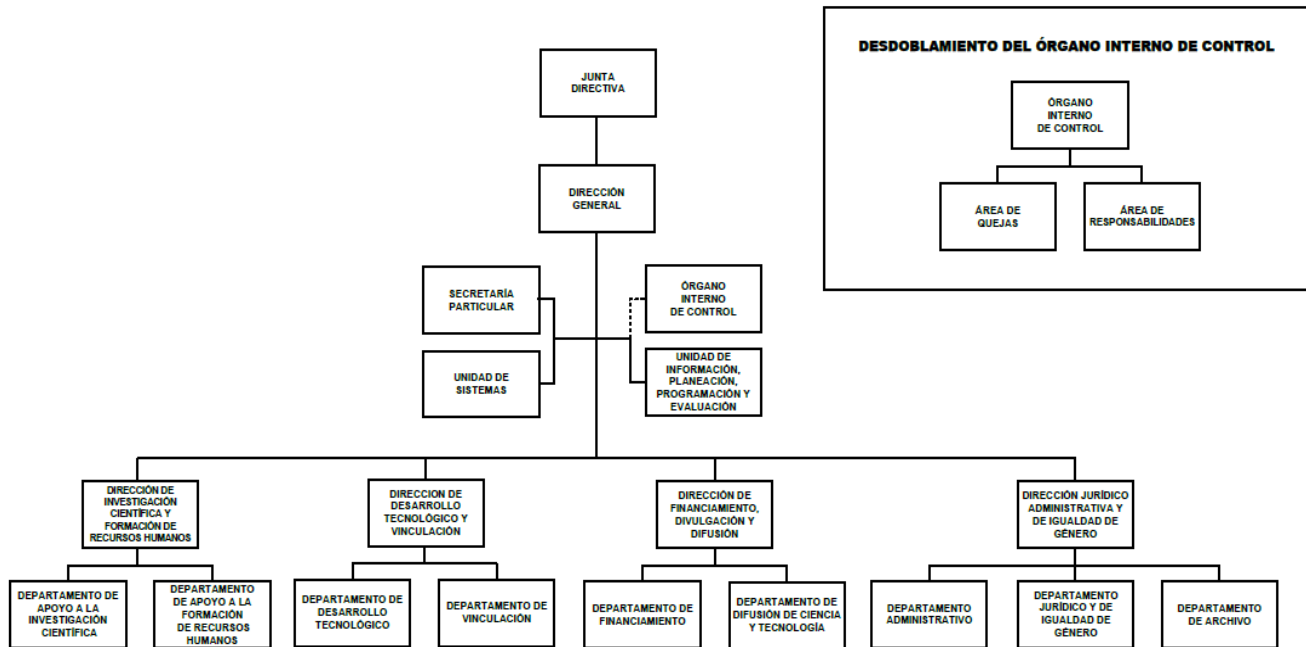 DESDOBLAMIENTO DEL ÓRGANO INTERNO DE CONTROL
ÓRGANO
INTERNO
DE CONTROL
ÁREA DE
QUEJAS
ÁREA DE
RESPONSABILIDADES
JUNTA
DIRECTIVA
DIRECCIÓN
GENERAL
SECRETARÍA
PARTICULAR
ÓRGANO
INTERNO
DE CONTROL
UNIDAD DE
SISTEMAS
UNIDAD DE
INFORMACIÓN,
PLANEACIÓN,
PROGRAMACIÓN Y
EVALUACIÓN
DIRECCIÓN DE
INVESTIGACIÓN
CIENTÍFICA Y
FORMACIÓN DE
RECURSOS HUMANOS
DIRECCION DE
DESARROLLO
TECNOLÓGICO Y
VINCULACIÓN
DIRECCIÓN DE
FINANCIAMIENTO,
DIVULGACIÓN Y
DIFUSIÓN
DIRECCIÓN JURÍDICO
ADMINISTRATIVA Y
DE IGUALDAD DE
GÉNERO
DEPARTAMENTO DE
APOYO A LA
INVESTIGACIÓN
CIENTÍFICA
DEPARTAMENTO
DE APOYO A LA
FORMACIÓN
DE RECURSOS
HUMANOS
DEPARTAMENTO DE
DESARROLLO
TECNOLÓGICO
DEPARTAMENTO DE
VINCULACIÓN
DEPARTAMENTO DE
FINANCIAMIENTO
DEPARTAMENTO DE
DIFUSIÓN DE CIENCIA
Y TECNOLOGÍA
DEPARTAMENTO
ADMINISTRATIVO
DEPARTAMENTO
JURÍDICO Y DE
IGUALDAD DE
GÉNERO
DEPARTAMENTO
DE ARCHIVO